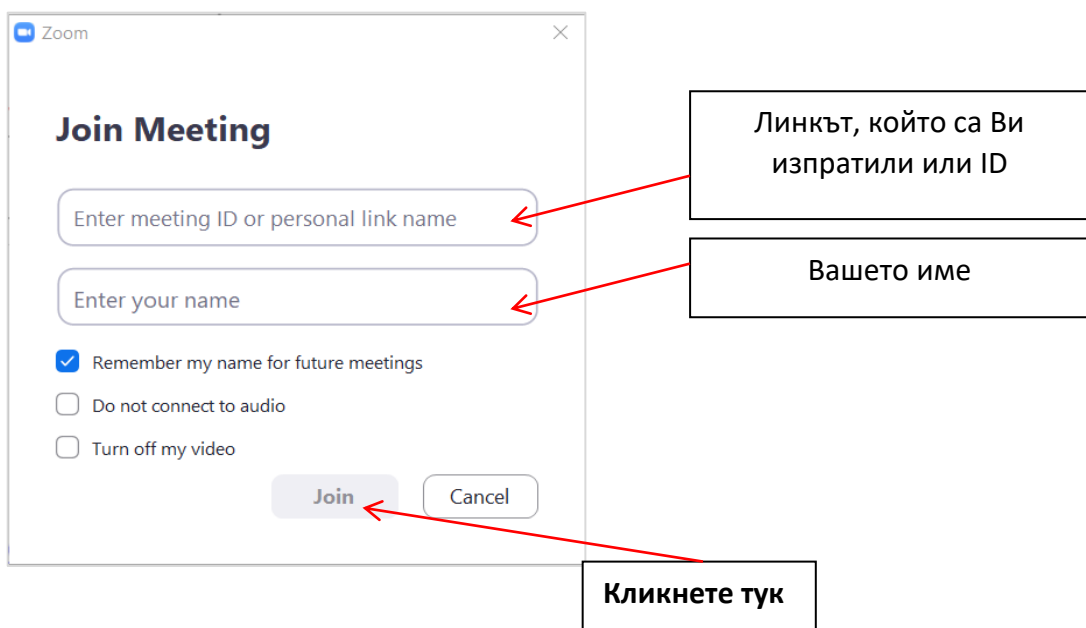 Zoom
Join Meeting
Enter meeting ID or personal link name
Enter your name
Remember my name for future meetings
Do not connect to audio
Turn off my video
Join
Cancel
Линкът, който са Ви
изпратили или ID
Вашето име
Кликнете тук